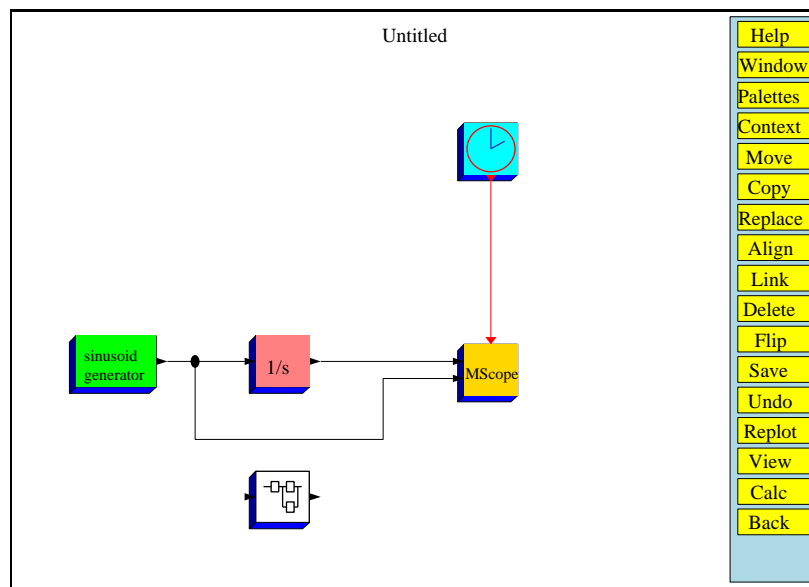 Untitled
sinusoid
generator
1/s
MScope
Help
Window
Palettes
Context
Move
Copy
Replace
Align
Link
Delete
Flip
Save
Undo
Replot
View
Calc
Back